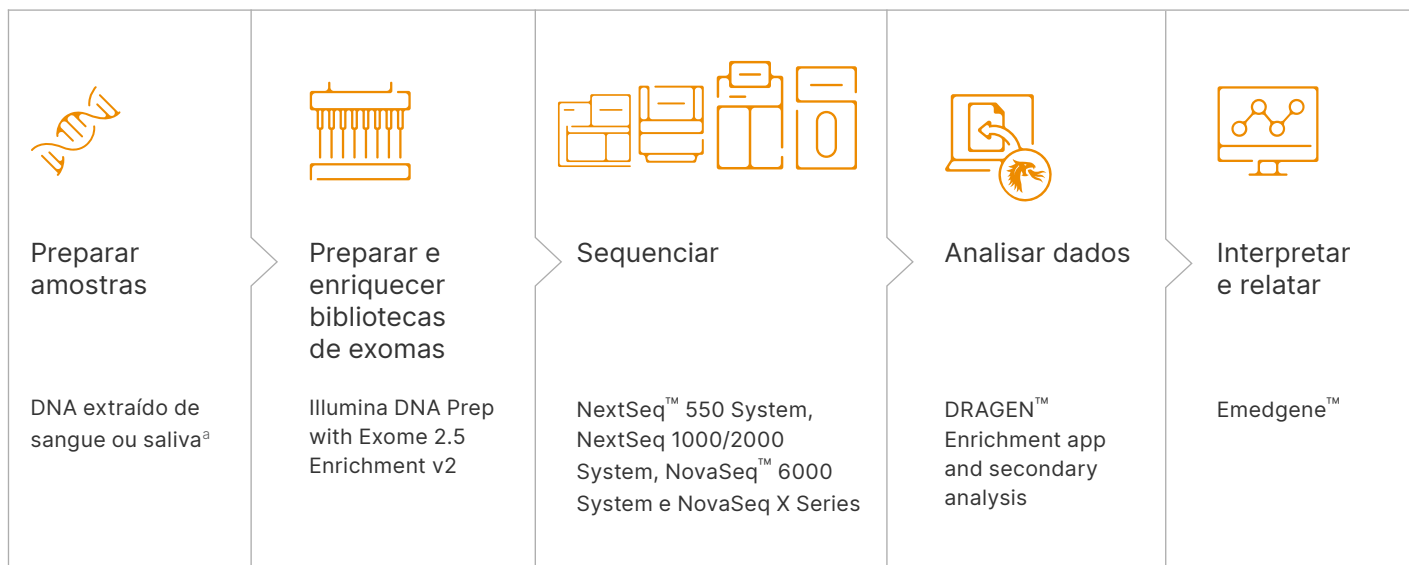 Preparar
amostras
DNA extraído de
sangue ou salivaᵃ
Preparar e
enriquecer
bibliotecas
de exomas
Illumina DNA Prep
with Exome 2.5
Enrichment v2
Sequenciar
NextSeq™ 550 System,
NextSeq 1000/2000
System, NovaSeq™ 6000
System e NovaSeq X Series
Analisar dados
DRAGEN™
Enrichment app
and secondary
analysis
Interpretar
e relatar
Emedgene™